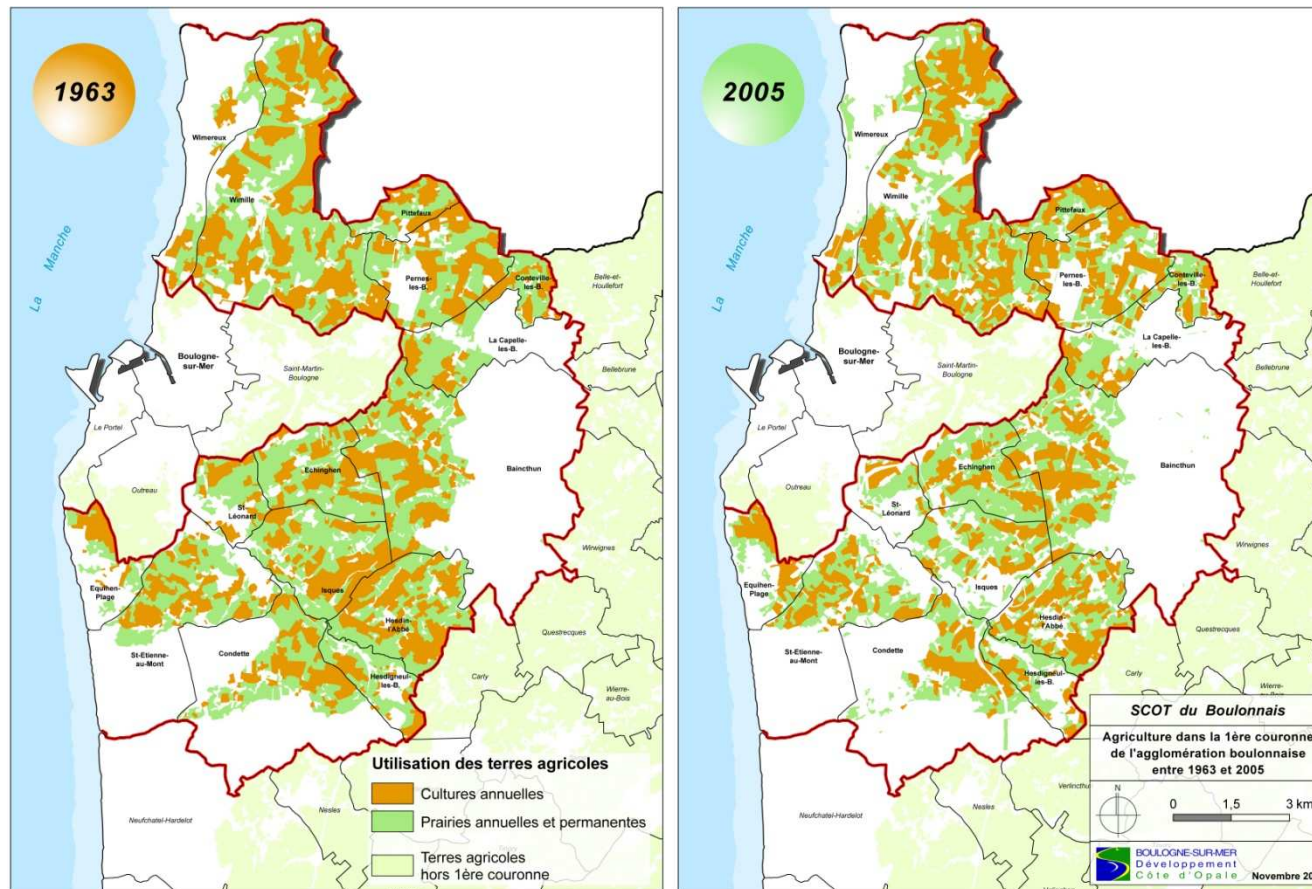 1963
La Manche
Wimereux
Wimille
Pittefaux
Pernes-
les-B.
Conteville-
les-B.
Belle-et-
Houllefort
La Capelle-
les-B.
Boulogne-
sur-Mer
Saint-Martin-
Boulogne
Bellebrune
Le Portel
Outreau
Echinghen
Baincthun
St-
Léonard
Wirwignes
Equihen-
Plage
Isques
Hesdin-
l'Abbé
Questrecques
St-Etienne-
au-Mont
Condette
Hesdigneul-
les-B.
Carly
Wierre-
au-Bois
Neufchatel-Hardelot
Nesles
Utilisation des terres agricoles
Cultures annuelles
Prairies annuelles et permanentes
Terres agricoles
hors 1ère couronne
2005
La Manche
Wimereux
Wimille
Pittefaux
Pernes-
les-B.
Conteville-
les-B.
Belle-et-
Houllefort
La Capelle-
les-B.
Boulogne-
sur-Mer
Saint-Martin-
Boulogne
Bellebrune
Le Portel
Outreau
Echinghen
Baincthun
St-
Léonard
Wirwignes
Equihen-
Plage
Isques
Hesdin-
l'Abbé
Questrecques
St-Etienne-
au-Mont
Condette
Hesdigneul-
les-B.
Carly
Wierre-
au-Bois
Neufchatel-Hardelot
Nesles
Verlincthu
SCOT du Boulonnais
Agriculture dans la 1ère couronne
de l'agglomération boulonnaise
entre 1963 et 2005
N
0 1,5 3 km
BOULOGNE-SUR-MER
Développement
Côte d'Opale
Novembre 20